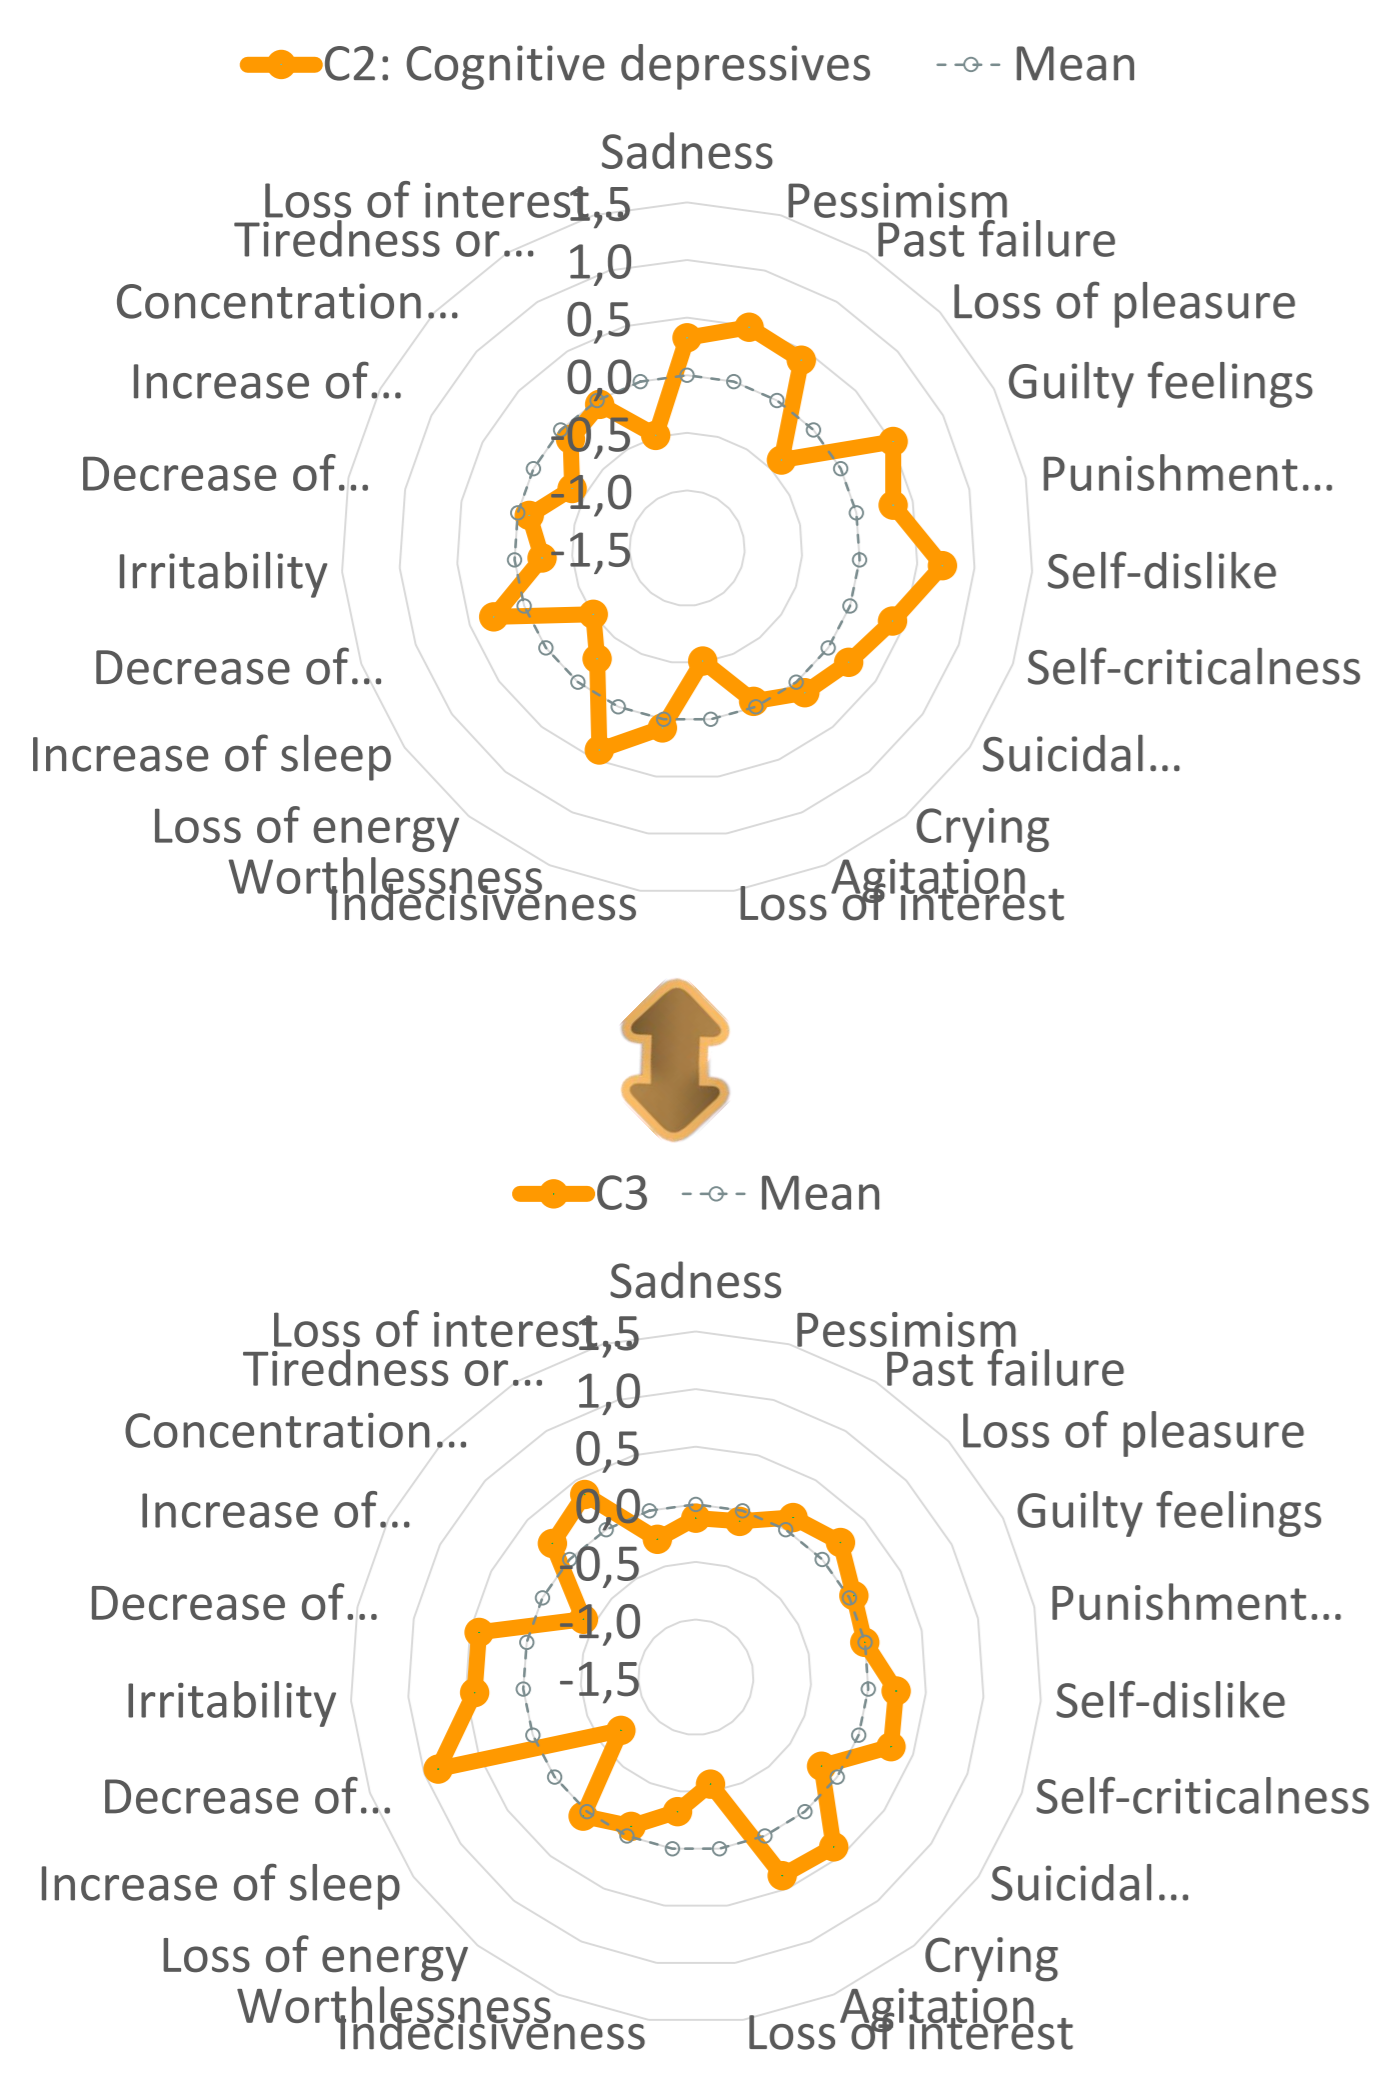 C2: Cognitive depressives Mean
Sadness
Loss of interest... Pessimism
1,5
Tiredness or... Past failure
1,0
Concentration... Loss of pleasure
0,5
Increase of... Guilty feelings
0,0
-0,5
Decrease of... Punishment...
-1,0
-1,5
Irritability Self-dislike
Decrease of... Self-criticalness
Increase of sleep Suicidal...
Loss of energy Crying
Worthlessness Agitation
Indecisiveness Loss of interest
C3 Mean
Sadness
Loss of interest... Pessimism
1,5
Tiredness or... Past failure
1,0
Concentration... Loss of pleasure
0,5
Increase of... Guilty feelings
0,0
-0,5
Decrease of... Punishment...
-1,0
-1,5
Irritability Self-dislike
Decrease of... Self-criticalness
Increase of sleep Suicidal...
Loss of energy Crying
Worthlessness Agitation
Indecisiveness Loss of interest